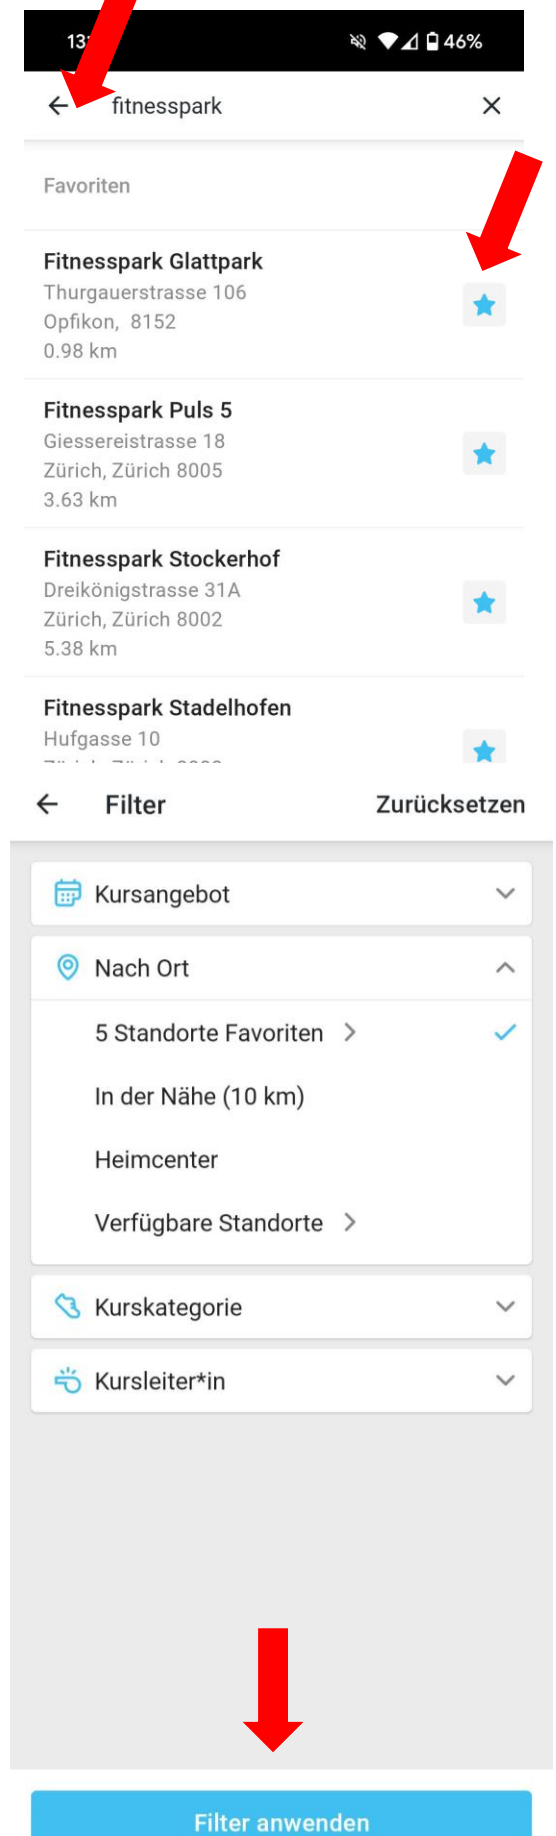 46%
fitnesspark
Favoriten
Fitnesspark Glattpark
Thurgauerstrasse 106
Opfikon, 8152
0.98 km
Fitnesspark Puls 5
Giessereistrasse 18
Zürich, Zürich 8005
3.63 km
Fitnesspark Stockerhof
Dreikönigstrasse 31A
Zürich, Zürich 8002
5.38 km
Fitnesspark Stadelhofen
Hufgasse 10
Filter
Zurücksetzen
Kursangebot
Nach Ort
5 Standorte Favoriten
In der Nähe (10 km)
Heimcenter
Verfügbare Standorte
Kurskategorie
Kursleiter*in
Filter anwenden